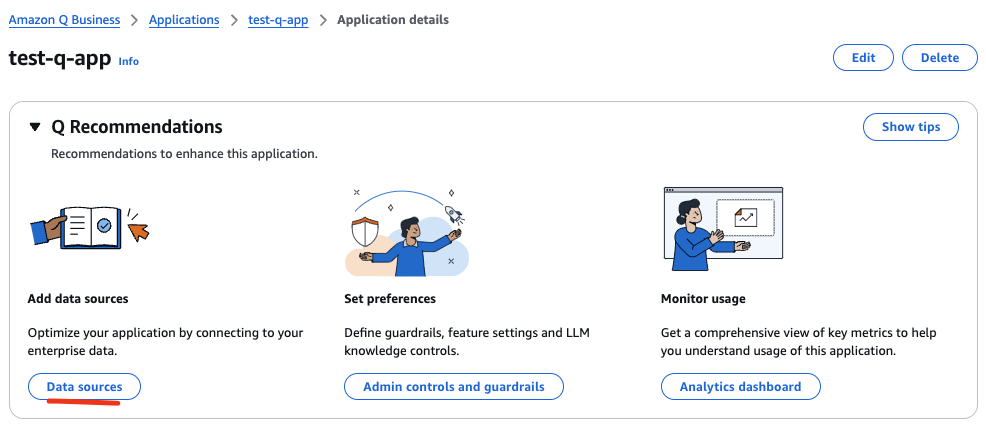 Amazon Q Business > Applications > test-q-app > Application details
test-q-app Info
Edit
Delete
Q Recommendations
Show tips
Recommendations to enhance this application.
Add data sources
Optimize your application by connecting to your
enterprise data.
Data sources
Set preferences
Define guardrails, feature settings and LLM
knowledge controls.
Admin controls and guardrails
Monitor usage
Get a comprehensive view of key metrics to help
you understand usage of this application.
Analytics dashboard